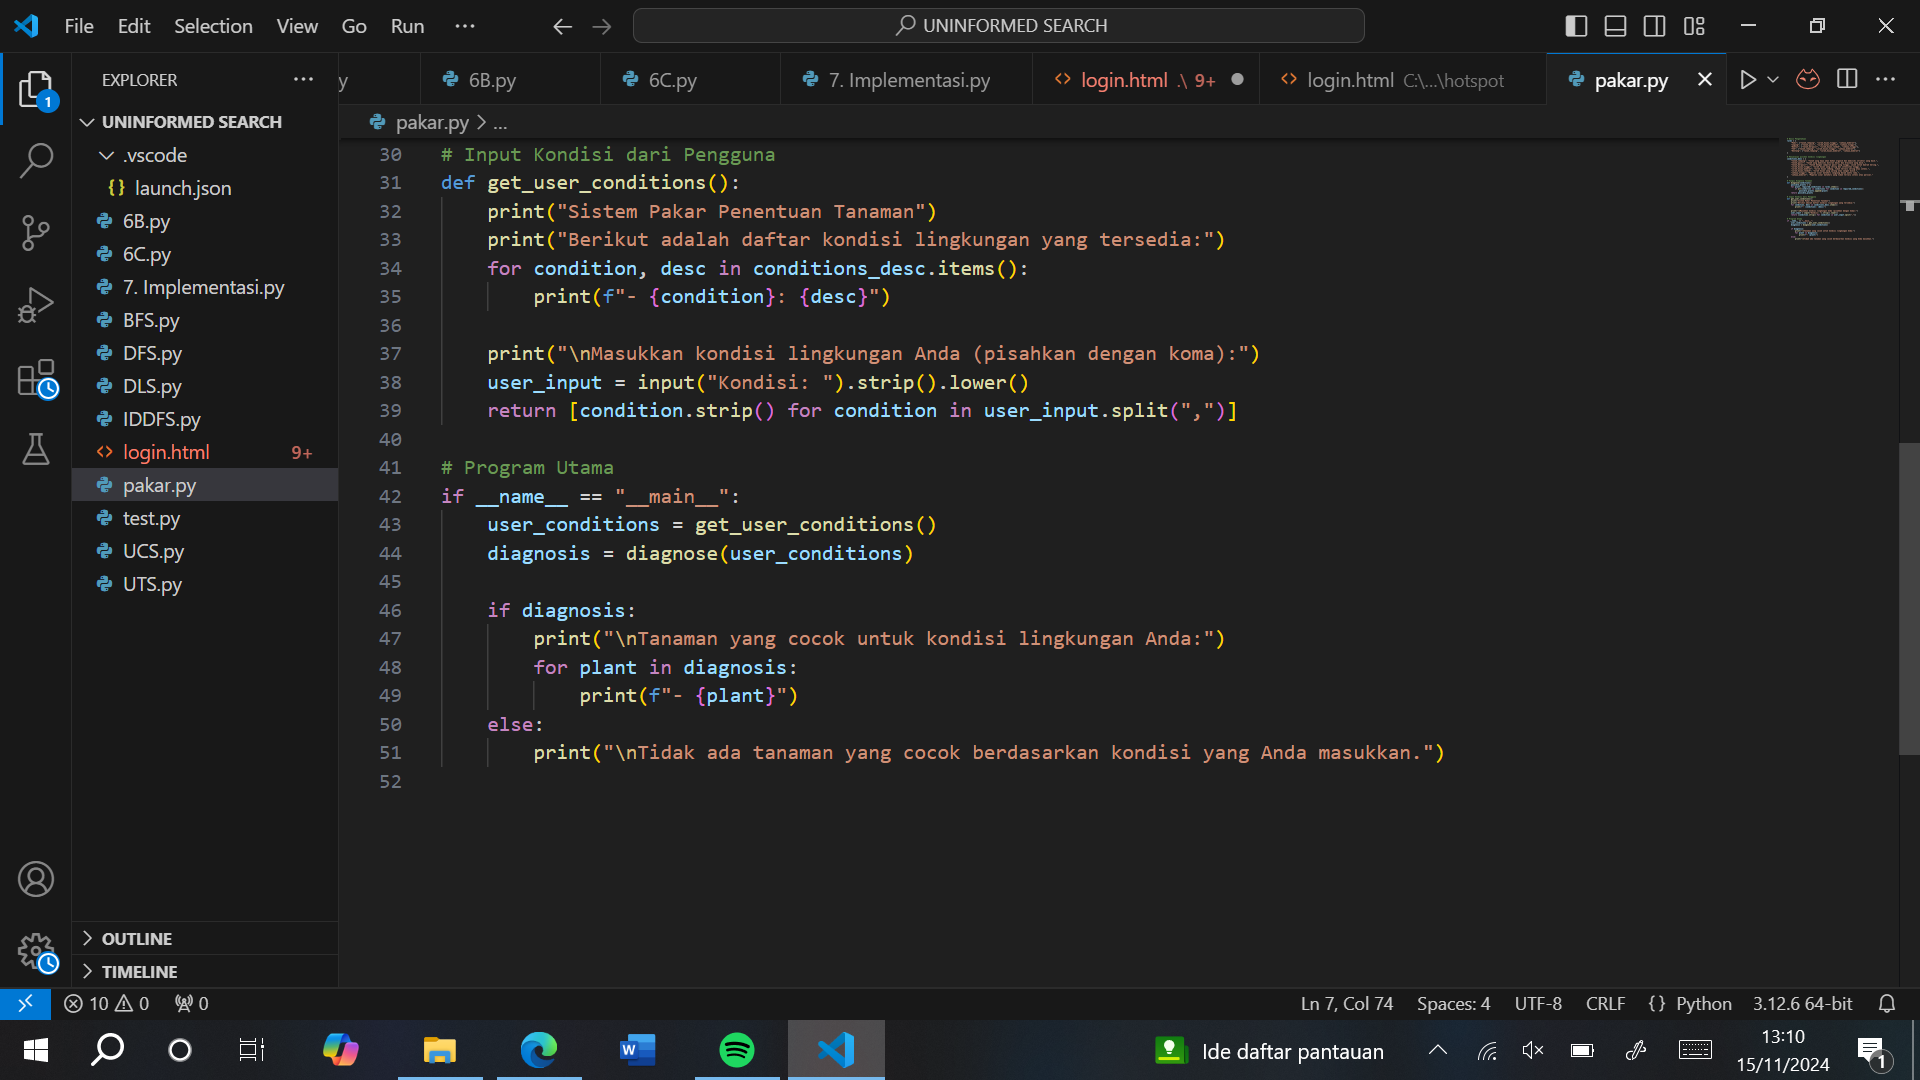 File Edit Selection View Go Run ··· UNINFORMED SEARCH
EXPLORER ···
y 6B.py 6C.py 7. Implementasi.py login.html .\ 9+ login.html C:\...\hotspot pakar.py
pakar.py > ...
1
UNINFORMED SEARCH
.vscode
{} launch.json
6B.py
6C.py
7. Implementasi.py
BFS.py
DFS.py
DLS.py
IDDFS.py
login.html 9+
pakar.py
test.py
UCS.py
UTS.py
OUTLINE
TIMELINE
30 # Input Kondisi dari Pengguna
31 def get_user_conditions():
32     print("Sistem Pakar Penentuan Tanaman")
33     print("Berikut adalah daftar kondisi lingkungan yang tersedia:")
34     for condition, desc in conditions_desc.items():
35         print(f"- {condition}: {desc}")
36
37     print("\nMasukkan kondisi lingkungan Anda (pisahkan dengan koma):")
38     user_input = input("Kondisi: ").strip().lower()
39     return [condition.strip() for condition in user_input.split(",")]
40
41 # Program Utama
42 if __name__ == "__main__":
43     user_conditions = get_user_conditions()
44     diagnosis = diagnose(user_conditions)
45
46     if diagnosis:
47         print("\nTanaman yang cocok untuk kondisi lingkungan Anda:")
48         for plant in diagnosis:
49             print(f"- {plant}")
50     else:
51         print("\nTidak ada tanaman yang cocok berdasarkan kondisi yang Anda masukkan.")
52
10 0 0 Ln 7, Col 74 Spaces: 4 UTF-8 CRLF {} Python 3.12.6 64-bit
W Ide daftar pantauan
13:10
15/11/2024
1